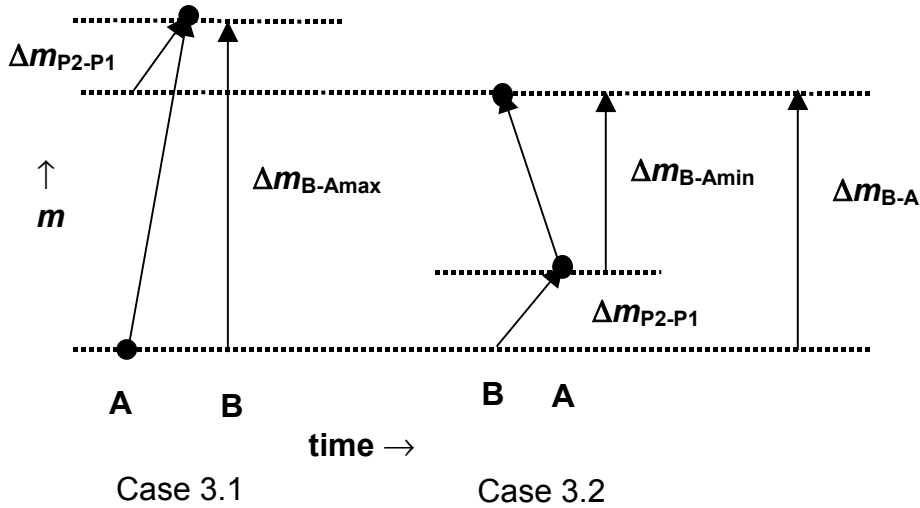 Δm_P2-P1
↑
m
Δm_B-Amax
Δm_B-Amin
Δm_B-A
Δm_P2-P1
A B B A
time →
Case 3.1 Case 3.2